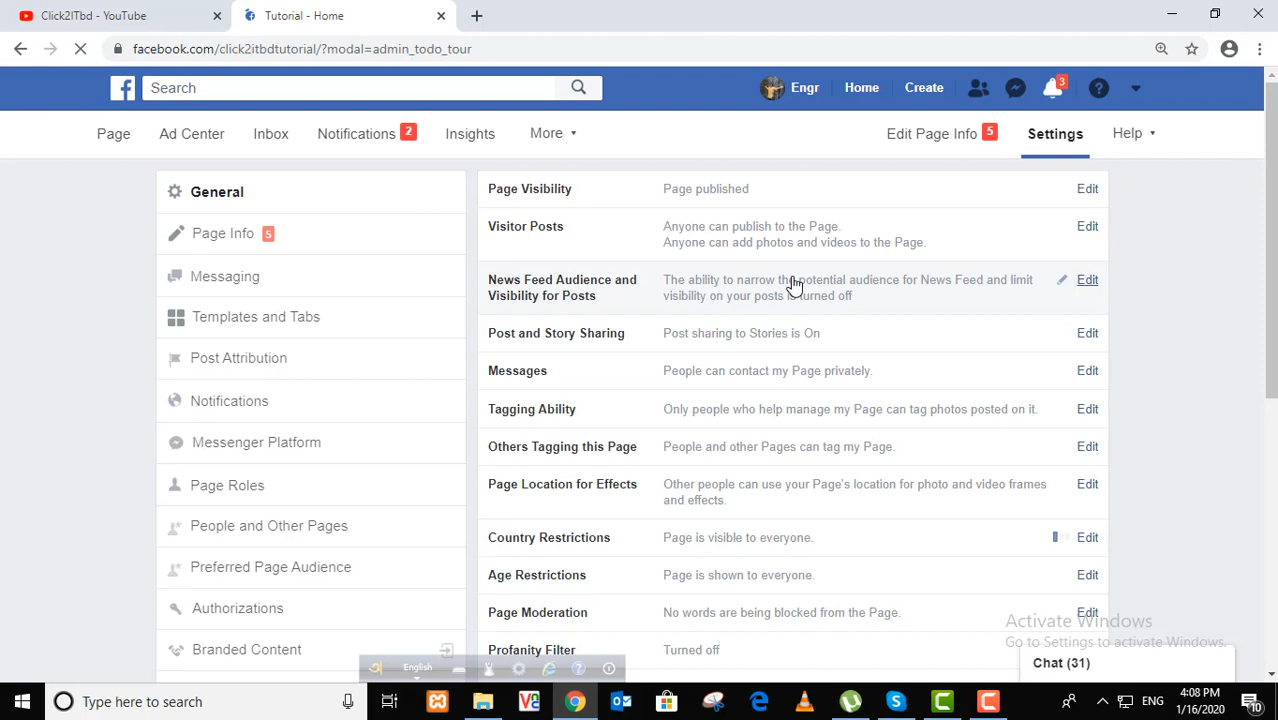 Click2ITbd - YouTube
Tutorial - Home
facebook.com/click2itbdtutorial/?modal=admin_todo_tour
Search
Engr
Home
Create
3
Page
Ad Center
Inbox
Notifications 2
Insights
More
Edit Page Info 5
Settings
Help
General
Page Info 5
Messaging
Templates and Tabs
Post Attribution
Notifications
Messenger Platform
Page Roles
People and Other Pages
Preferred Page Audience
Authorizations
Branded Content
Page Visibility Page published Edit
Visitor Posts Anyone can publish to the Page. Edit
Anyone can add photos and videos to the Page.
News Feed Audience and The ability to narrow the potential audience for News Feed and limit Edit
Visibility for Posts visibility on your posts is turned off
Post and Story Sharing Post sharing to Stories is On Edit
Messages People can contact my Page privately. Edit
Tagging Ability Only people who help manage my Page can tag photos posted on it. Edit
Others Tagging this Page People and other Pages can tag my Page. Edit
Page Location for Effects Other people can use your Page's location for photo and video frames Edit
and effects.
Country Restrictions Page is visible to everyone. Edit
Age Restrictions Page is shown to everyone. Edit
Page Moderation No words are being blocked from the Page. Edit
Profanity Filter Turned off
Activate Windows
Go to Settings to activate Windows.
Chat (31)
অ English
Type here to search
ENG
4:08 PM
1/16/2020
10